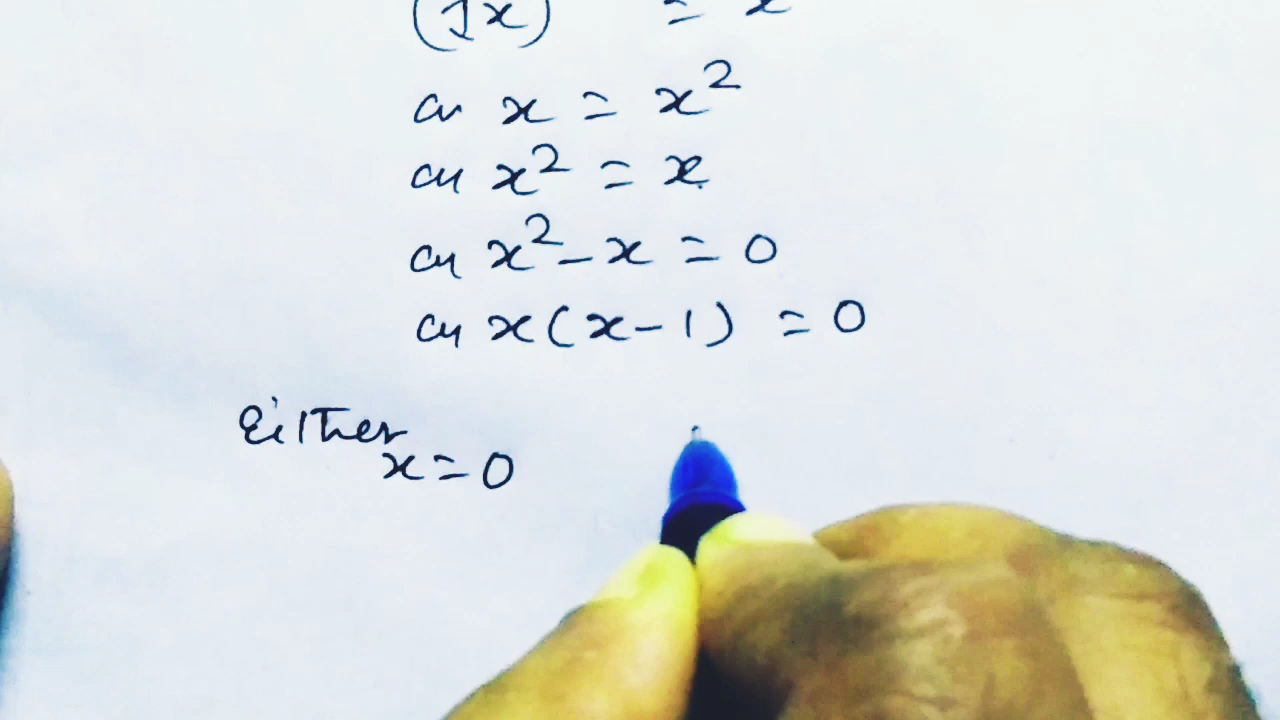 (√x) = x
or x = x²
or x² = x
or x² - x = 0
or x(x-1) = 0
Either
x = 0